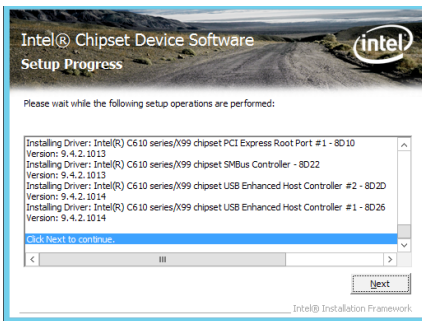 Intel® Chipset Device Software
Setup Progress
intel
Please wait while the following setup operations are performed:
Installing Driver: Intel(R) C610 series/X99 chipset PCI Express Root Port #1 - 8D10
Version: 9.4.2.1013
Installing Driver: Intel(R) C610 series/X99 chipset SMBus Controller - 8D22
Version: 9.4.2.1013
Installing Driver: Intel(R) C610 series/X99 chipset USB Enhanced Host Controller #2 - 8D2D
Version: 9.4.2.1014
Installing Driver: Intel(R) C610 series/X99 chipset USB Enhanced Host Controller #1 - 8D26
Version: 9.4.2.1014
Click Next to continue.
Next
Intel® Installation Framework